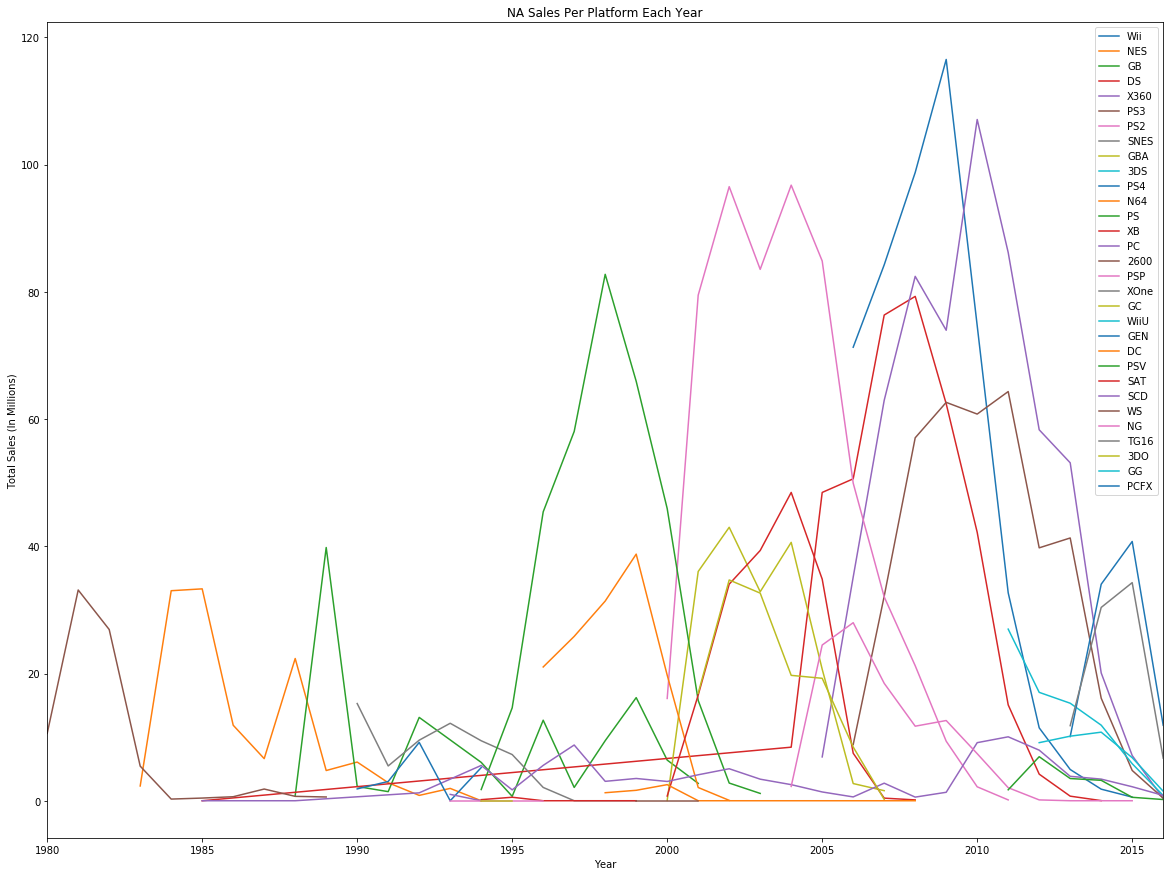 NA Sales Per Platform Each Year
Total Sales (In Millions)
120
100
80
60
40
20
0
1980
1985
1990
1995
2000
2005
2010
2015
Year
Wii
NES
GB
DS
X360
PS3
PS2
SNES
GBA
3DS
PS4
N64
PS
XB
PC
2600
PSP
XOne
GC
WiiU
GEN
DC
PSV
SAT
SCD
WS
NG
TG16
3DO
GG
PCFX